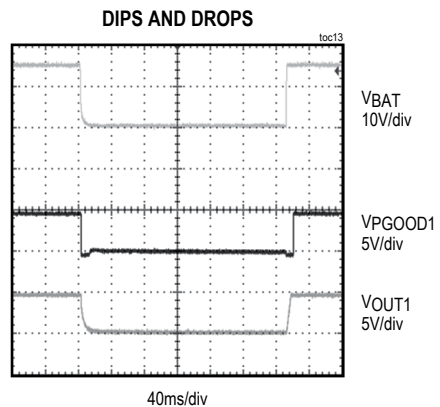 DIPS AND DROPS
toc13
VBAT
10V/div
VPGOOD1
5V/div
VOUT1
5V/div
40ms/div